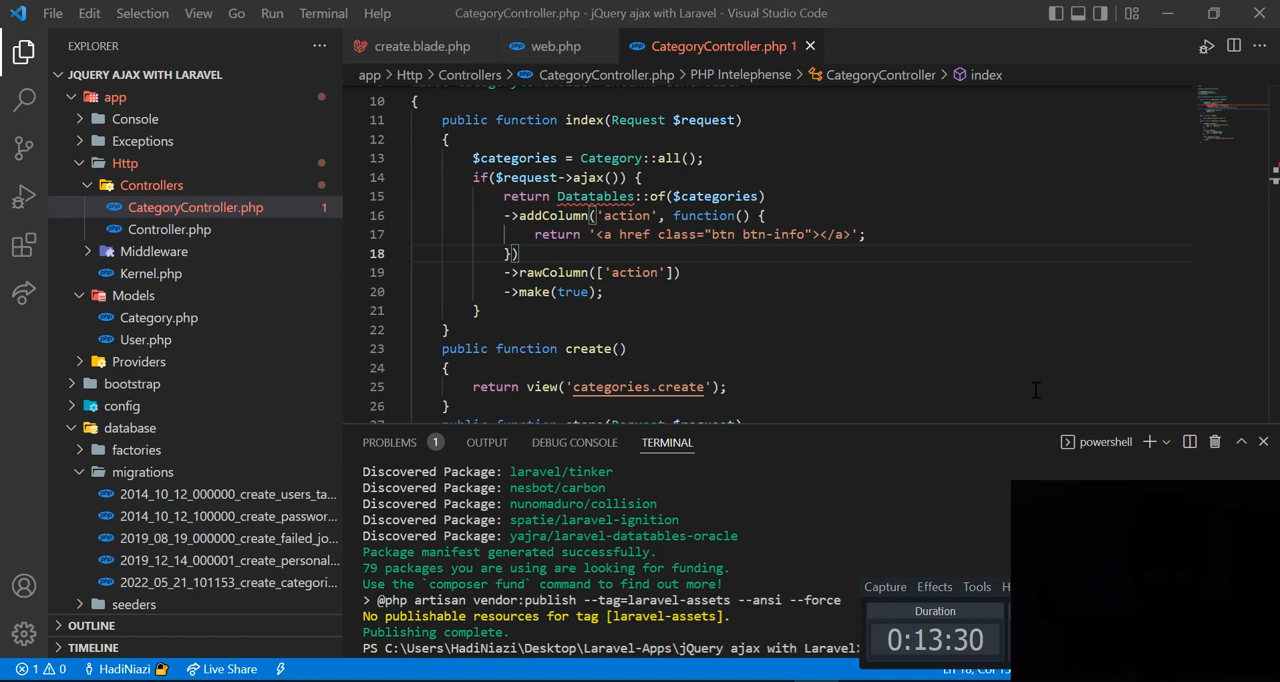 File Edit Selection View Go Run Terminal Help CategoryController.php - jQuery ajax with Laravel - Visual Studio Code
EXPLORER
JQUERY AJAX WITH LARAVEL
app
Console
Exceptions
Http
Controllers
CategoryController.php 1
Controller.php
Middleware
Kernel.php
Models
Category.php
User.php
Providers
bootstrap
config
database
factories
migrations
2014_10_12_000000_create_users_ta...
2014_10_12_100000_create_passwor...
2019_08_19_000000_create_failed_jo...
2019_12_14_000001_create_personal...
2022_05_21_101153_create_categori...
seeders
OUTLINE
TIMELINE
create.blade.php web.php CategoryController.php 1
app > Http > Controllers > CategoryController.php > PHP Intelephense > CategoryController > index
10 {
11 public function index(Request $request)
12 {
13 $categories = Category::all();
14 if($request->ajax()) {
15 return Datatables::of($categories)
16 ->addColumn('action', function() {
17 return '<a href class="btn btn-info"></a>';
18 })
19 ->rawColumn(['action'])
20 ->make(true);
21 }
22 }
23 public function create()
24 {
25 return view('categories.create');
26 }
PROBLEMS 1 OUTPUT DEBUG CONSOLE TERMINAL powershell
Discovered Package: laravel/tinker
Discovered Package: nesbot/carbon
Discovered Package: nunomaduro/collision
Discovered Package: spatie/laravel-ignition
Discovered Package: yajra/laravel-datatables-oracle
Package manifest generated successfully.
79 packages you are using are looking for funding.
Use the `composer fund` command to find out more!
> @php artisan vendor:publish --tag=laravel-assets --ansi --force
No publishable resources for tag [laravel-assets].
Publishing complete.
PS C:\Users\HadiNiazi\Desktop\Laravel-Apps\jQuery ajax with Laravel>
Capture Effects Tools H
Duration
0:13:30
1 0 HadiNiazi Live Share